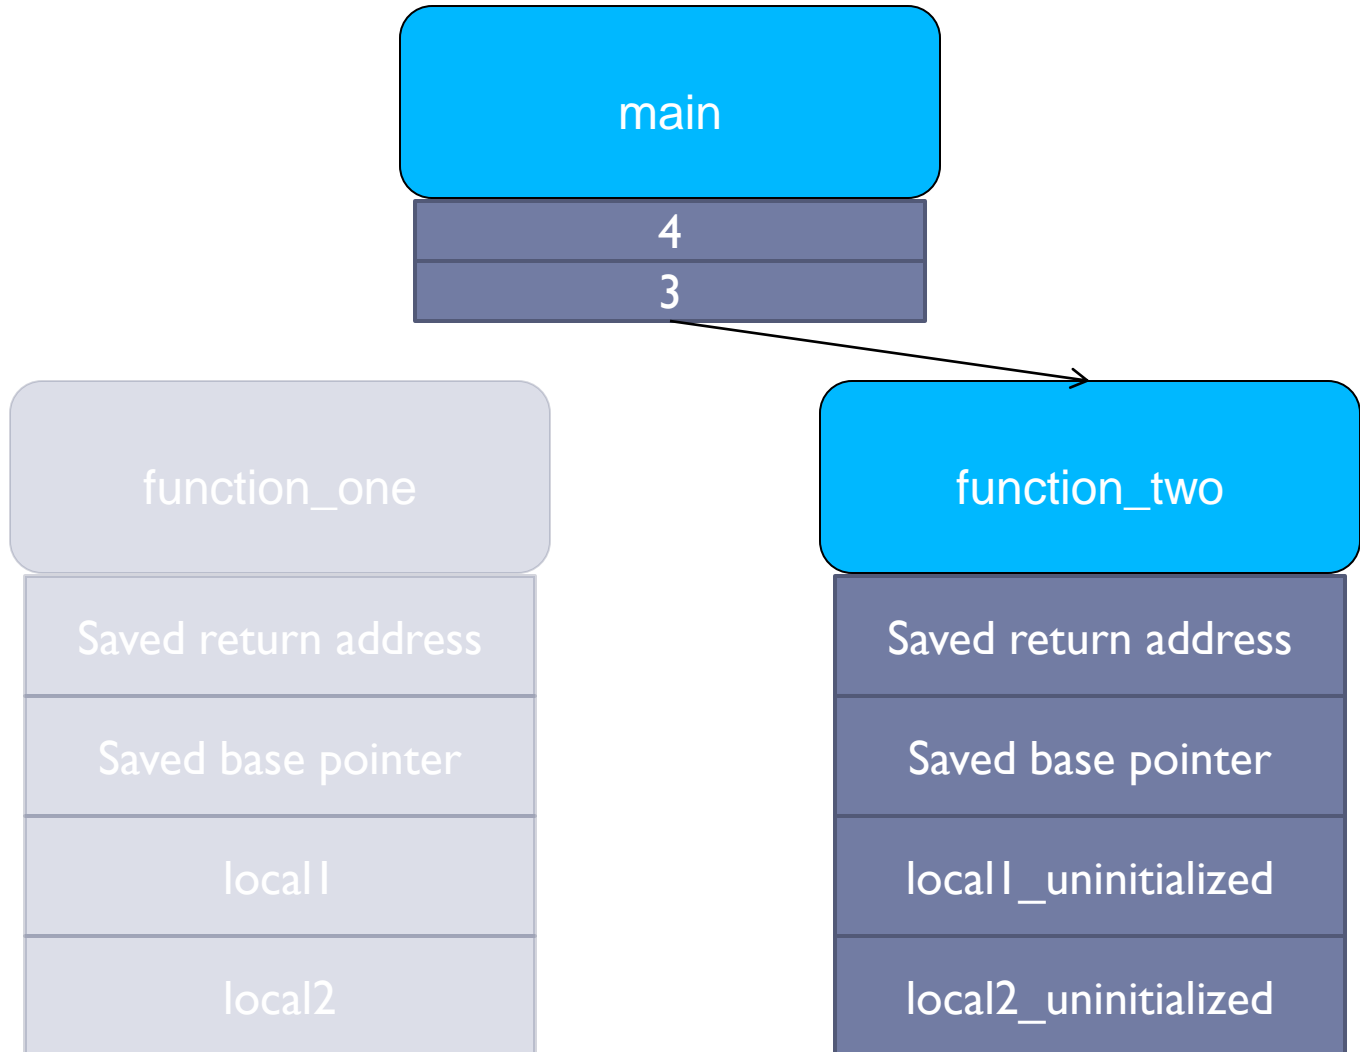 main
4
3
function_one
function_two
Saved return address
Saved return address
Saved base pointer
Saved base pointer
local1
local1_uninitialized
local2
local2_uninitialized